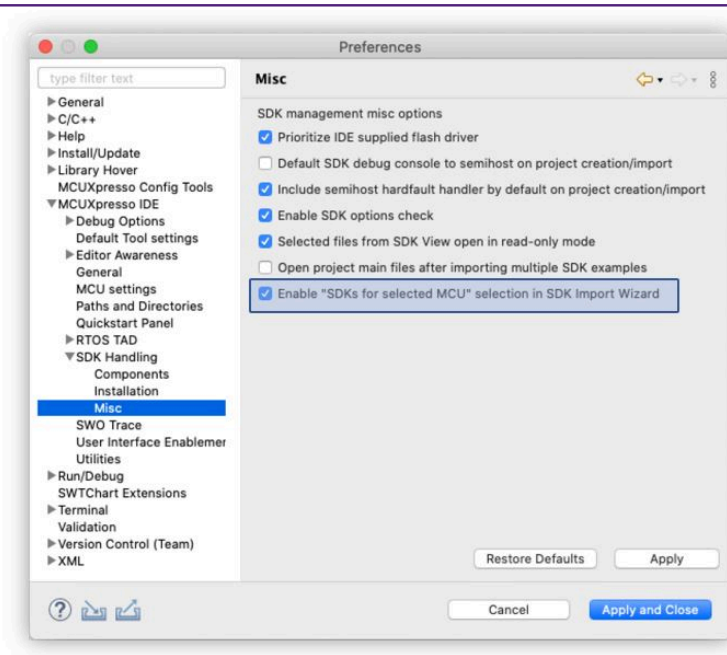 Preferences
type filter text
General
C/C++
Help
Install/Update
Library Hover
MCUXpresso Config Tools
MCUXpresso IDE
Debug Options
Default Tool settings
Editor Awareness
General
MCU settings
Paths and Directories
Quickstart Panel
RTOS TAD
SDK Handling
Components
Installation
Misc
SWO Trace
User Interface Enablemer
Utilities
Run/Debug
SWTChart Extensions
Terminal
Validation
Version Control (Team)
XML
Misc
SDK management misc options
Prioritize IDE supplied flash driver
Default SDK debug console to semihost on project creation/import
Include semihost hardfault handler by default on project creation/import
Enable SDK options check
Selected files from SDK View open in read-only mode
Open project main files after importing multiple SDK examples
Enable "SDKs for selected MCU" selection in SDK Import Wizard
Restore Defaults Apply
? Cancel Apply and Close